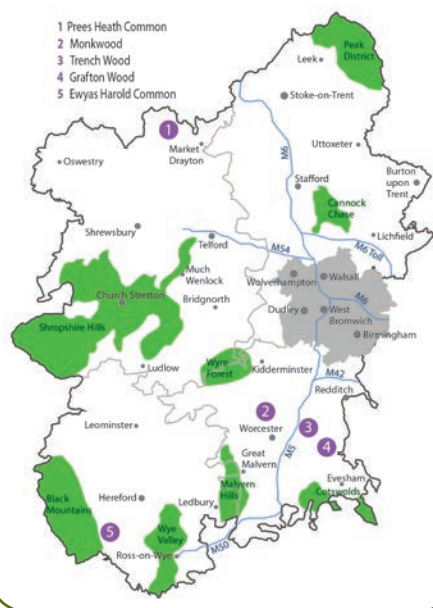 1 Prees Heath Common
2 Monkwood
3 Trench Wood
4 Grafton Wood
5 Ewyas Harold Common
Peak
District
Leek
Stoke-on-Trent
1
Market
Drayton
Oswestry
M6
Uttoxeter
Stafford
Burton
upon
Trent
Cannock
Chase
Shrewsbury
Telford
M54
Lichfield
M6 Toll
Much
Wenlock
Wolverhampton
Walsall
M6
Church Stretton
Bridgnorth
Dudley
West
Bromwich
Birmingham
Shropshire
Hills
Ludlow
Wyre
Forest
Kidderminster
M42
Redditch
2
Leominster
Worcester
3
4
M5
Great
Malvern
Malvern
Hills
Evesham
Cotswolds
Black
Mountains
Hereford
Ledbury
5
Wye
Valley
Ross-on-Wye
M50